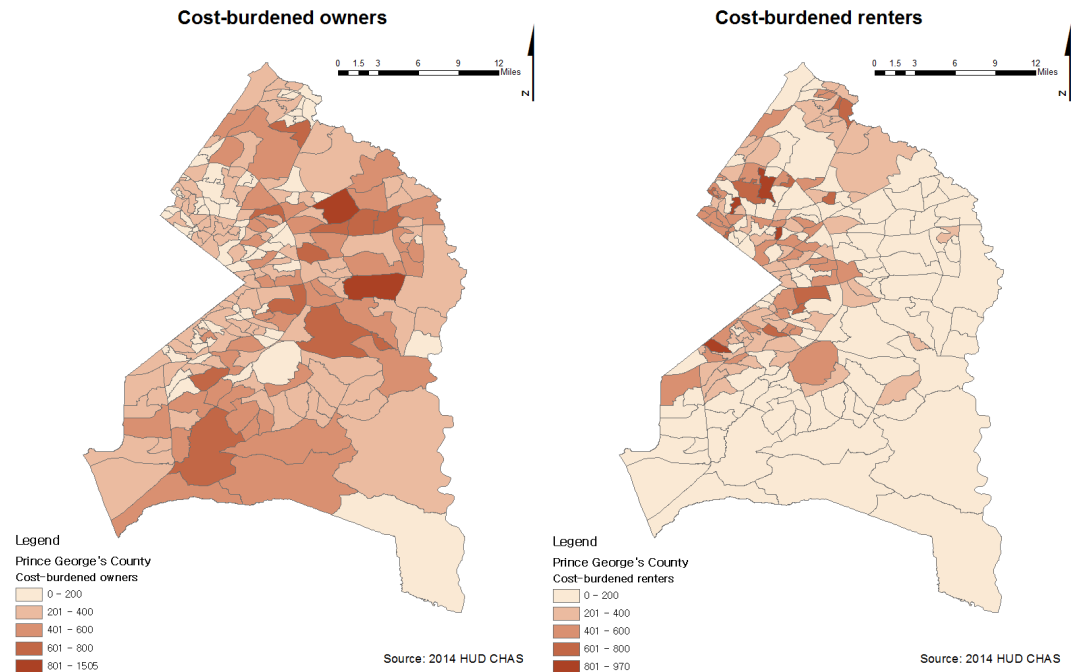 Cost-burdened owners
0 1.5 3 6 9 12
Miles
N
Legend
Prince George's County
Cost-burdened owners
0 - 200
201 - 400
401 - 600
601 - 800
801 - 1505
Source: 2014 HUD CHAS
Cost-burdened renters
0 1.5 3 6 9 12
Miles
N
Legend
Prince George's County
Cost-burdened renters
0 - 200
201 - 400
401 - 600
601 - 800
801 - 970
Source: 2014 HUD CHAS